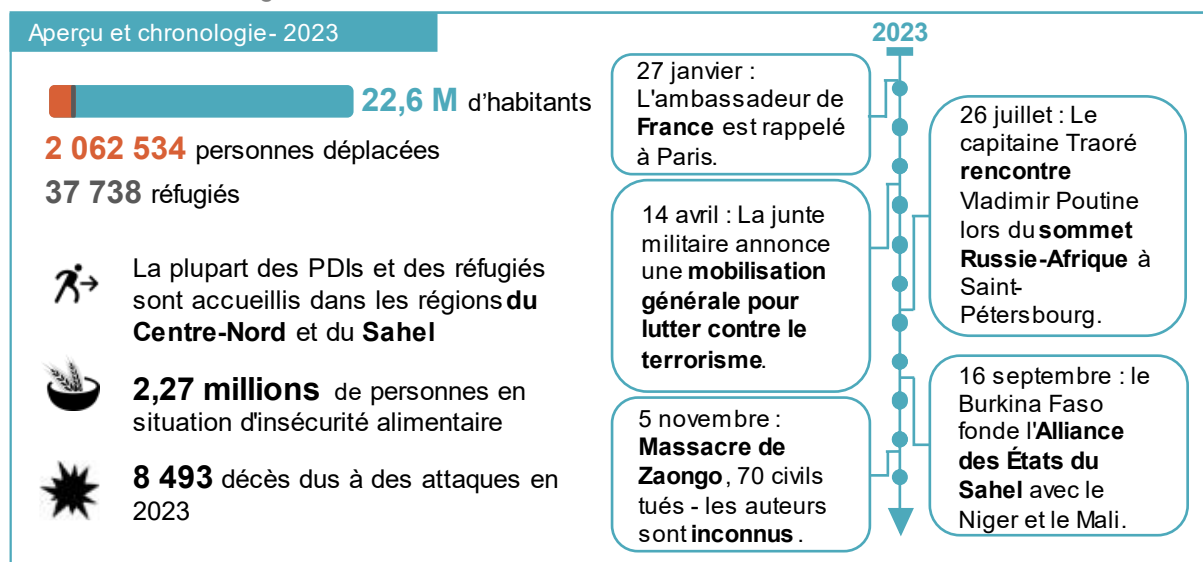 Aperçu et chronologie- 2023
22,6 M d'habitants
2 062 534 personnes déplacées
37 738 réfugiés
La plupart des PDIs et des réfugiés
sont accueillis dans les régions du
Centre-Nord et du Sahel
2,27 millions de personnes en
situation d'insécurité alimentaire
8 493 décès dus à des attaques en
2023
2023
27 janvier :
L'ambassadeur de
France est rappelé
à Paris.
14 avril : La junte
militaire annonce
une mobilisation
générale pour
lutter contre le
terrorisme.
26 juillet : Le
capitaine Traoré
rencontre
Vladimir Poutine
lors du sommet
Russie-Afrique à
Saint-
Pétersbourg.
16 septembre : le
Burkina Faso
fonde l'Alliance
des États du
Sahel avec le
Niger et le Mali.
5 novembre :
Massacre de
Zaongo, 70 civils
tués - les auteurs
sont inconnus.